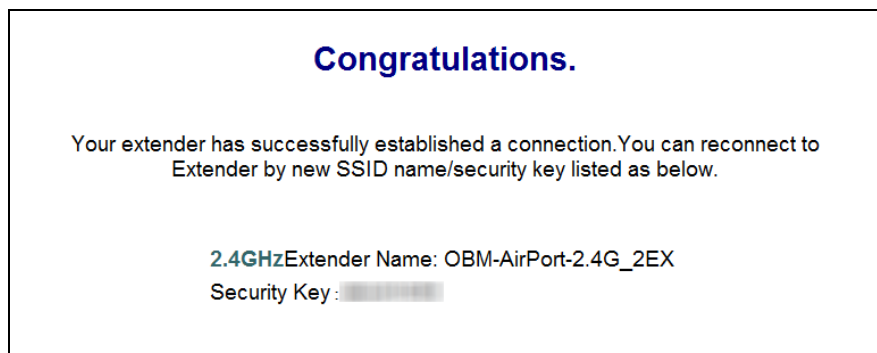 Congratulations.
Your extender has successfully established a connection.You can reconnect to
Extender by new SSID name/security key listed as below.
2.4GHzExtender Name: OBM-AirPort-2.4G_2EX
Security Key :